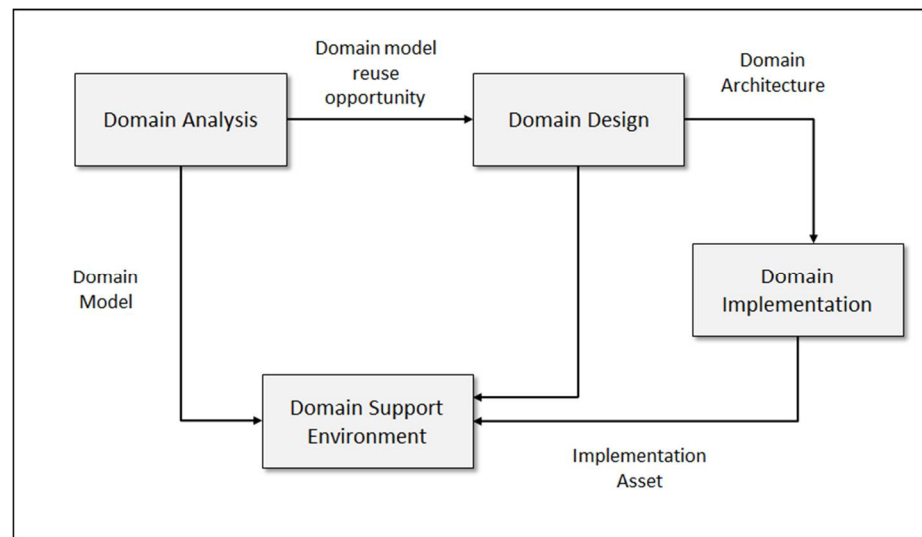 Domain model
reuse
opportunity
Domain
Architecture
Domain Analysis
Domain Design
Domain
Model
Domain
Implementation
Domain Support
Environment
Implementation
Asset